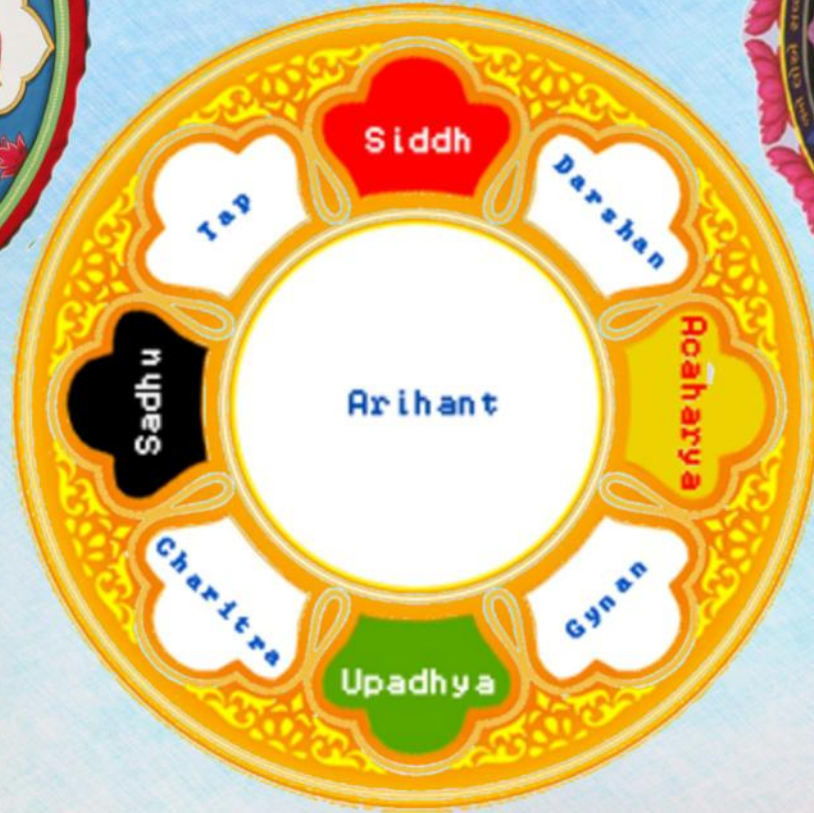 Siddh
Darshan
Acaharya
Gynan
Upadhya
Charitra
Sadhu
Tap
Arihant